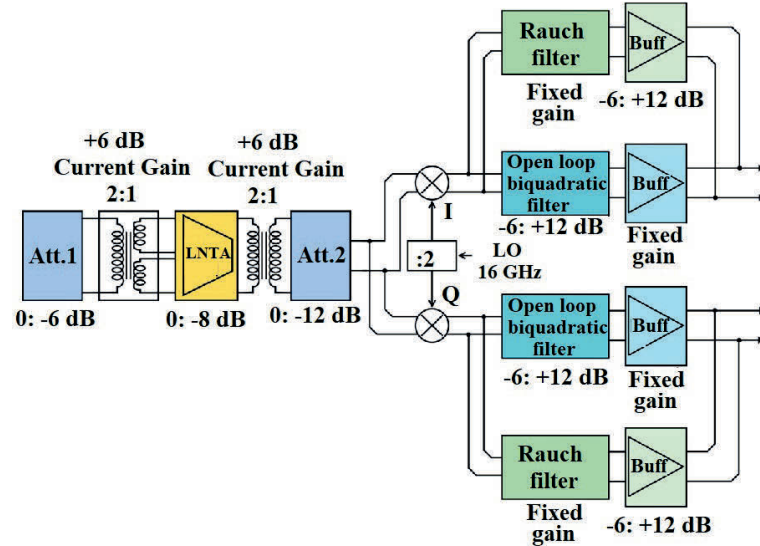 Rauch
filter
Buff
Fixed
gain
-6: +12 dB
+6 dB
Current Gain
2:1
+6 dB
Current Gain
2:1
Open loop
biquadratic
filter
Buff
I
-6: +12 dB
Fixed
gain
Att.1
LNTA
Att.2
:2
LO
16 GHz
0: -6 dB
0: -8 dB
0: -12 dB
Q
Open loop
biquadratic
filter
Buff
-6: +12 dB
Fixed
gain
Rauch
filter
Buff
Fixed
gain
-6: +12 dB